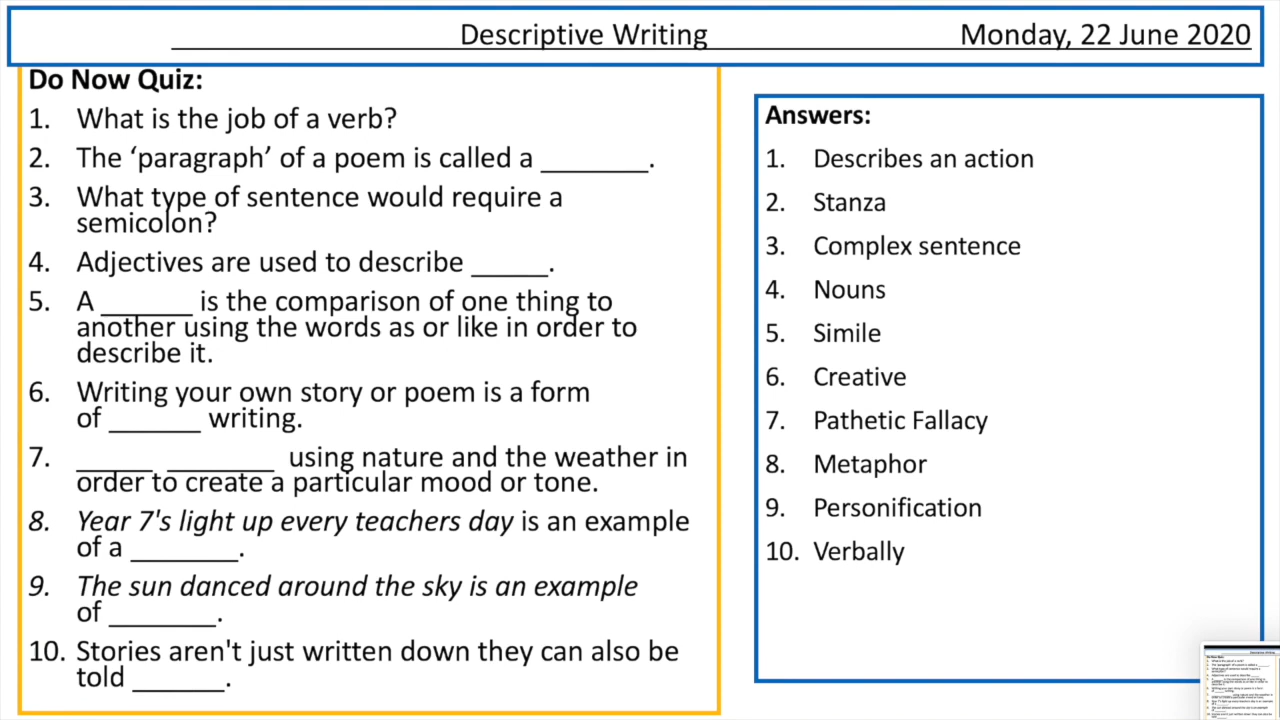 Descriptive Writing Monday, 22 June 2020
Do Now Quiz:
1. What is the job of a verb?
2. The ‘paragraph’ of a poem is called a ________.
3. What type of sentence would require a
semicolon?
4. Adjectives are used to describe _____.
5. A ______ is the comparison of one thing to
another using the words as or like in order to
describe it.
6. Writing your own story or poem is a form
of ______ writing.
7. _____ _______ using nature and the weather in
order to create a particular mood or tone.
8. Year 7's light up every teachers day is an example
of a _______.
9. The sun danced around the sky is an example
of _______.
10. Stories aren't just written down they can also be
told ______.
Answers:
1. Describes an action
2. Stanza
3. Complex sentence
4. Nouns
5. Simile
6. Creative
7. Pathetic Fallacy
8. Metaphor
9. Personification
10. Verbally